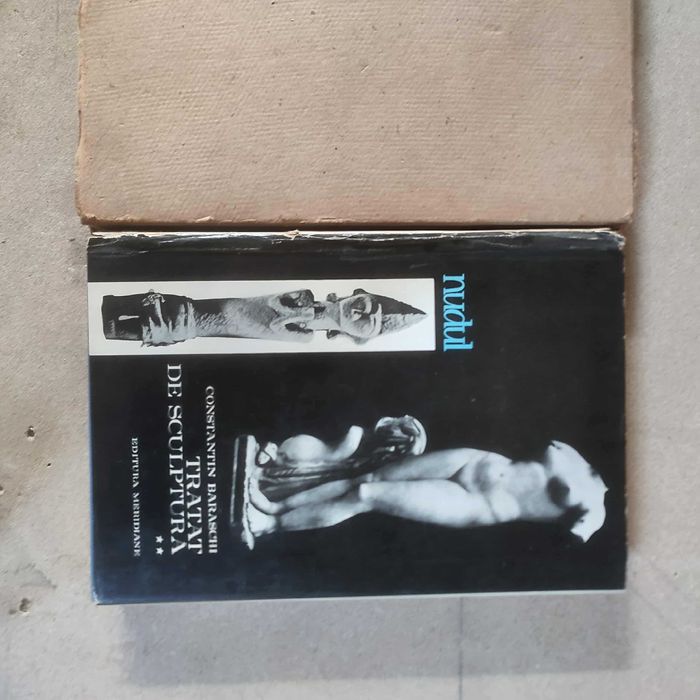 nudul
CONSTANTIN BARASCHI
TRATAT
DE SCULPTURĂ
**
EDITURA MERIDIANE